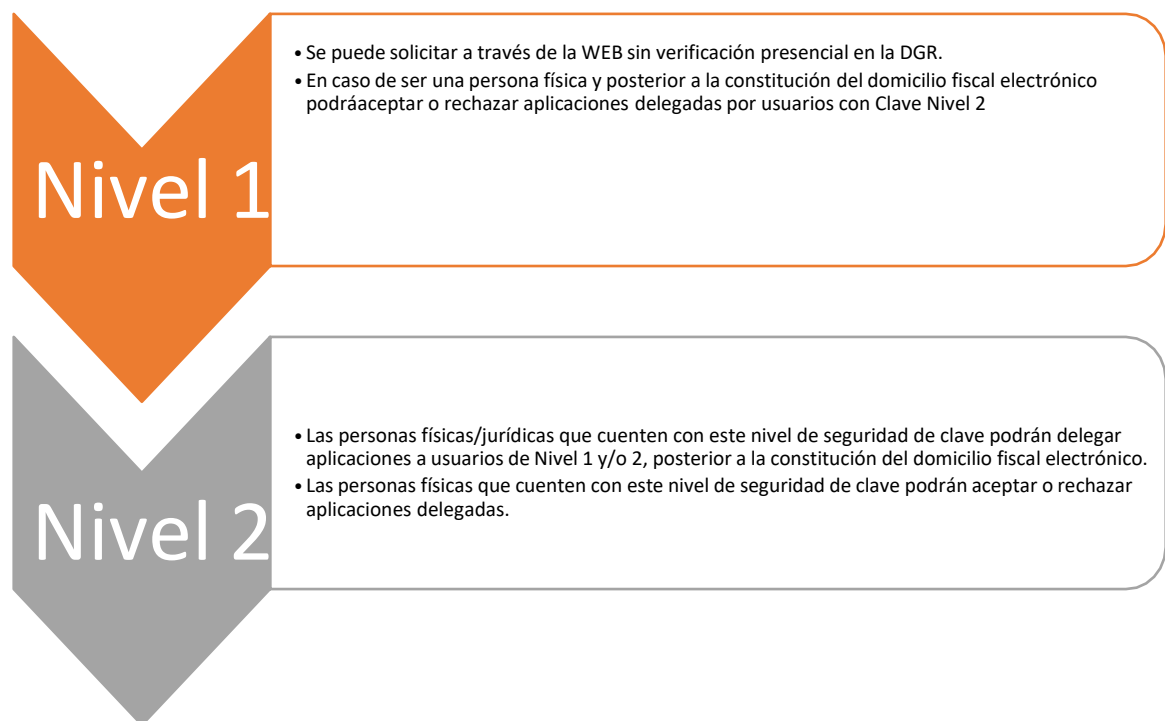 Nivel 1
• Se puede solicitar a través de la WEB sin verificación presencial en la DGR.
• En caso de ser una persona física y posterior a la constitución del domicilio fiscal electrónico
podráaceptar o rechazar aplicaciones delegadas por usuarios con Clave Nivel 2
Nivel 2
• Las personas físicas/jurídicas que cuenten con este nivel de seguridad de clave podrán delegar
aplicaciones a usuarios de Nivel 1 y/o 2, posterior a la constitución del domicilio fiscal electrónico.
• Las personas físicas que cuenten con este nivel de seguridad de clave podrán aceptar o rechazar
aplicaciones delegadas.